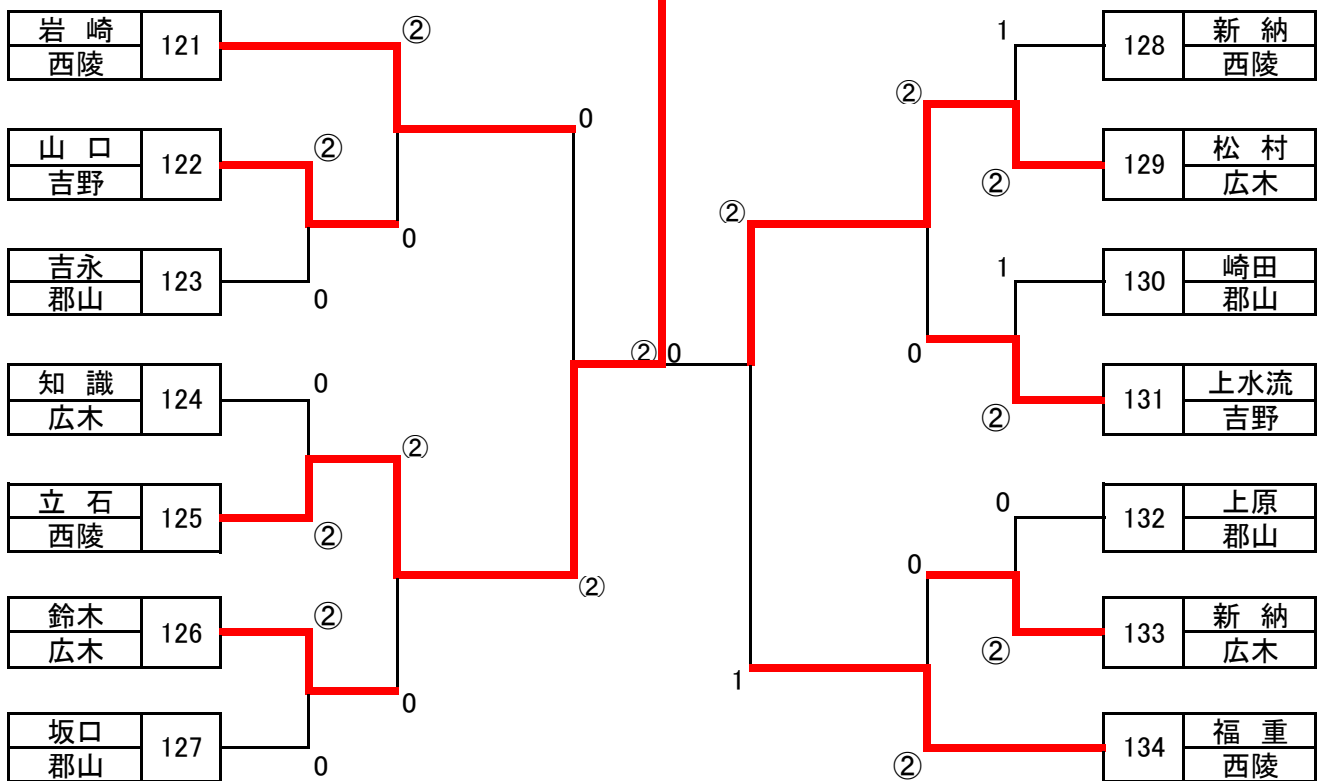 岩 崎
西陵
121
②
山 口
吉野
122
②
0
0
吉永
郡山
123
0
知 識
広木
124
0
②
立 石
西陵
125
②
②
鈴木
広木
126
②
0
坂口
郡山
127
0
② 0
1
128
新 納
西陵
②
129
松 村
広木
②
②
1
130
崎田
郡山
0
131
上水流
吉野
②
0
132
上原
郡山
0
133
新 納
広木
②
1
134
福 重
西陵
②